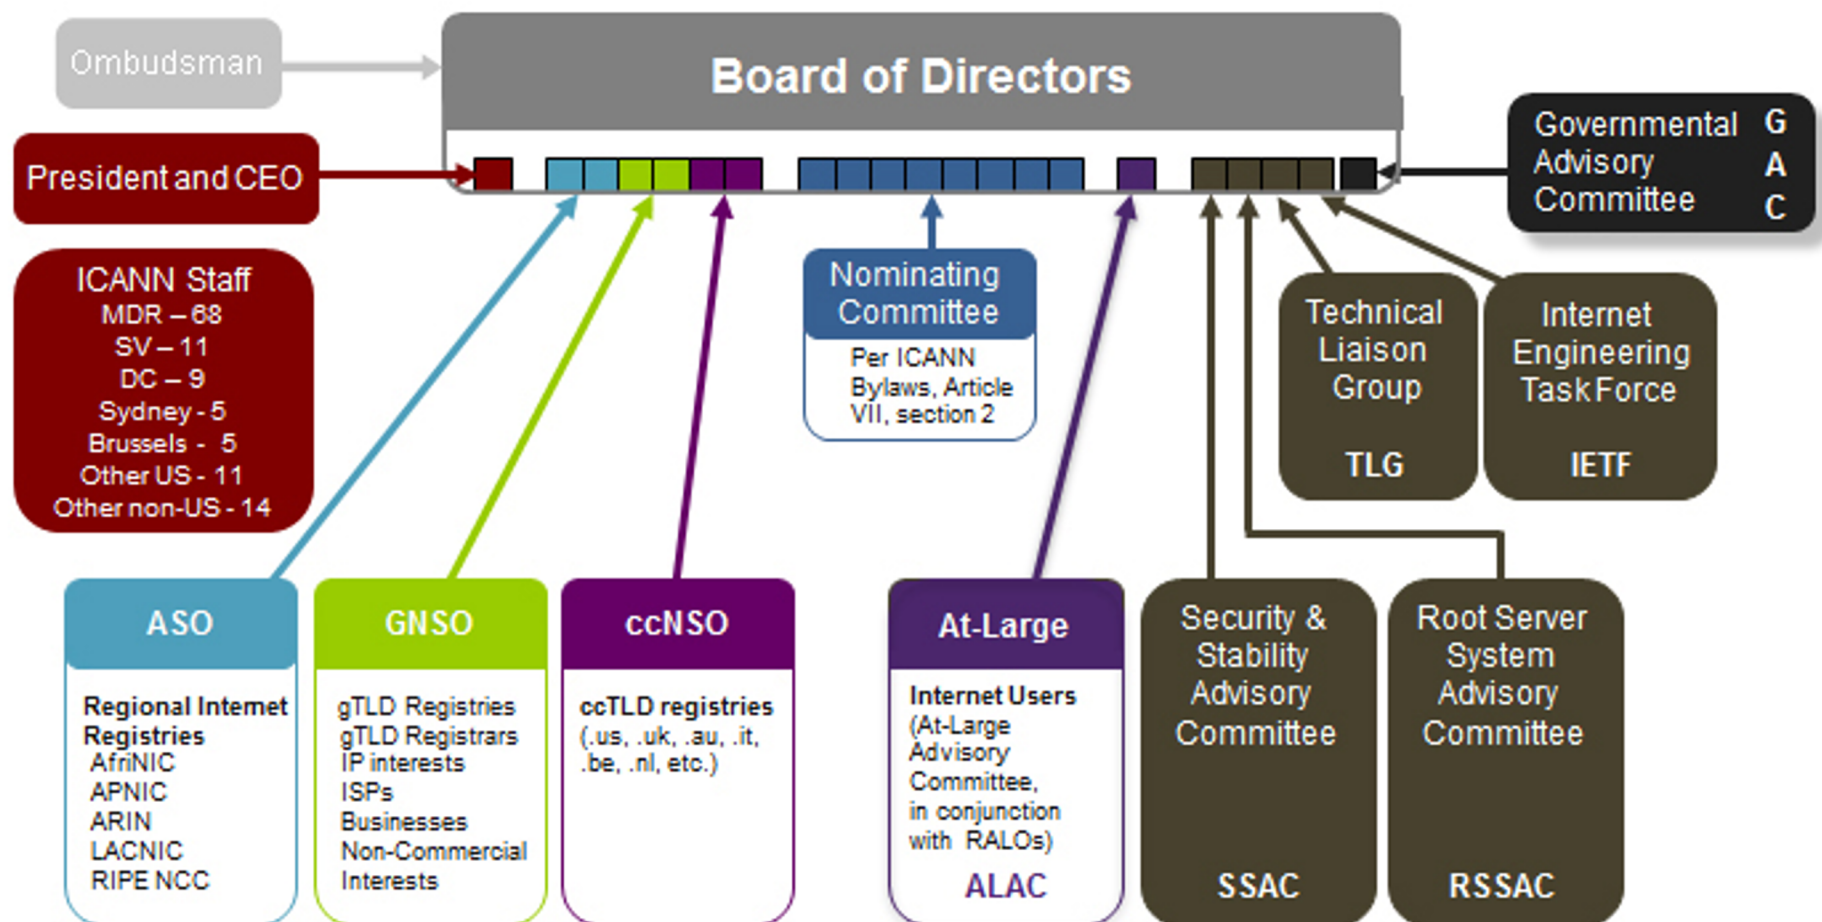 Ombudsman
Board of Directors
President and CEO
Governmental
Advisory
Committee
G
A
C
ICANN Staff
MDR – 68
SV – 11
DC – 9
Sydney - 5
Brussels - 5
Other US - 11
Other non-US - 14
Nominating
Committee
Per ICANN
Bylaws, Article
VII, section 2
Technical
Liaison
Group
TLG
Internet
Engineering
Task Force
IETF
ASO
Regional Internet
Registries
AfriNIC
APNIC
ARIN
LACNIC
RIPE NCC
GNSO
gTLD Registries
gTLD Registrars
IP interests
ISPs
Businesses
Non-Commercial
Interests
ccNSO
ccTLD registries
(.us, .uk, .au, .it,
.be, .nl, etc.)
At-Large
Internet Users
(At-Large
Advisory
Committee,
in conjunction
with RALOs)
ALAC
Security &
Stability
Advisory
Committee
SSAC
Root Server
System
Advisory
Committee
RSSAC